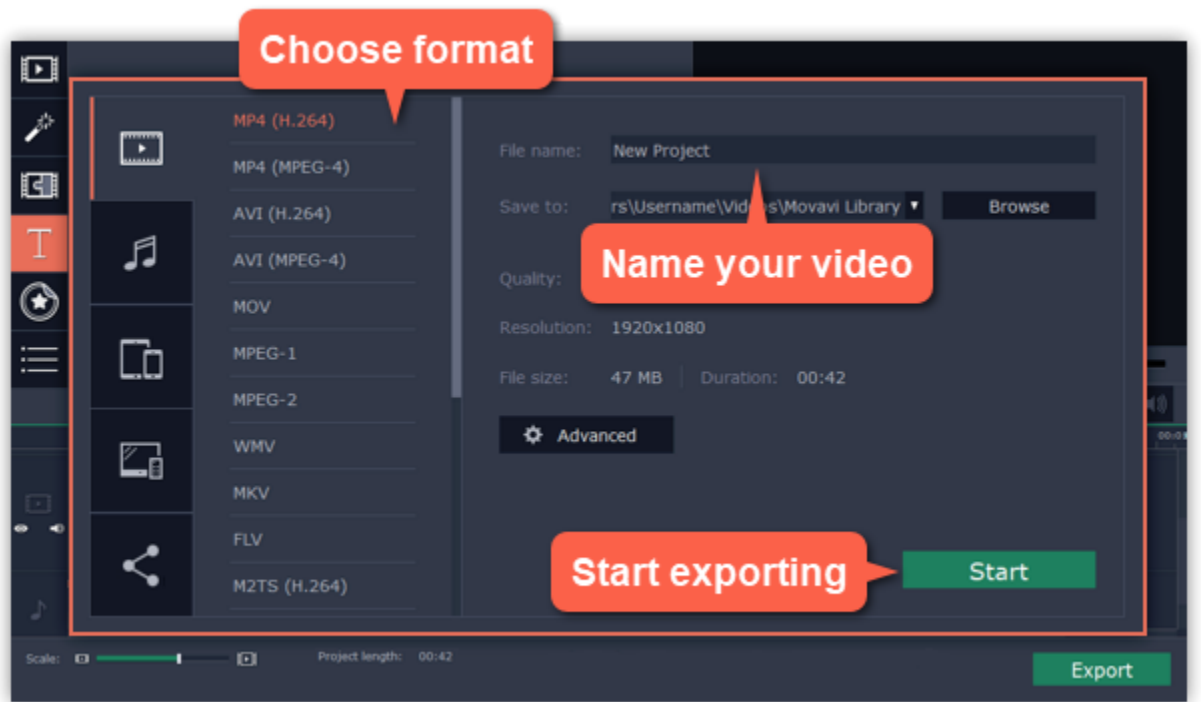 Choose format
MP4 (H.264)
MP4 (MPEG-4)
AVI (H.264)
AVI (MPEG-4)
MOV
MPEG-1
MPEG-2
WMV
MKV
FLV
M2TS (H.264)
File name: New Project
Save to: rs\Username\Videos\Movavi Library Browse
Name your video
Quality:
Resolution: 1920x1080
File size: 47 MB Duration: 00:42
Advanced
Start exporting
Start
Scale: Project length: 00:42
Export